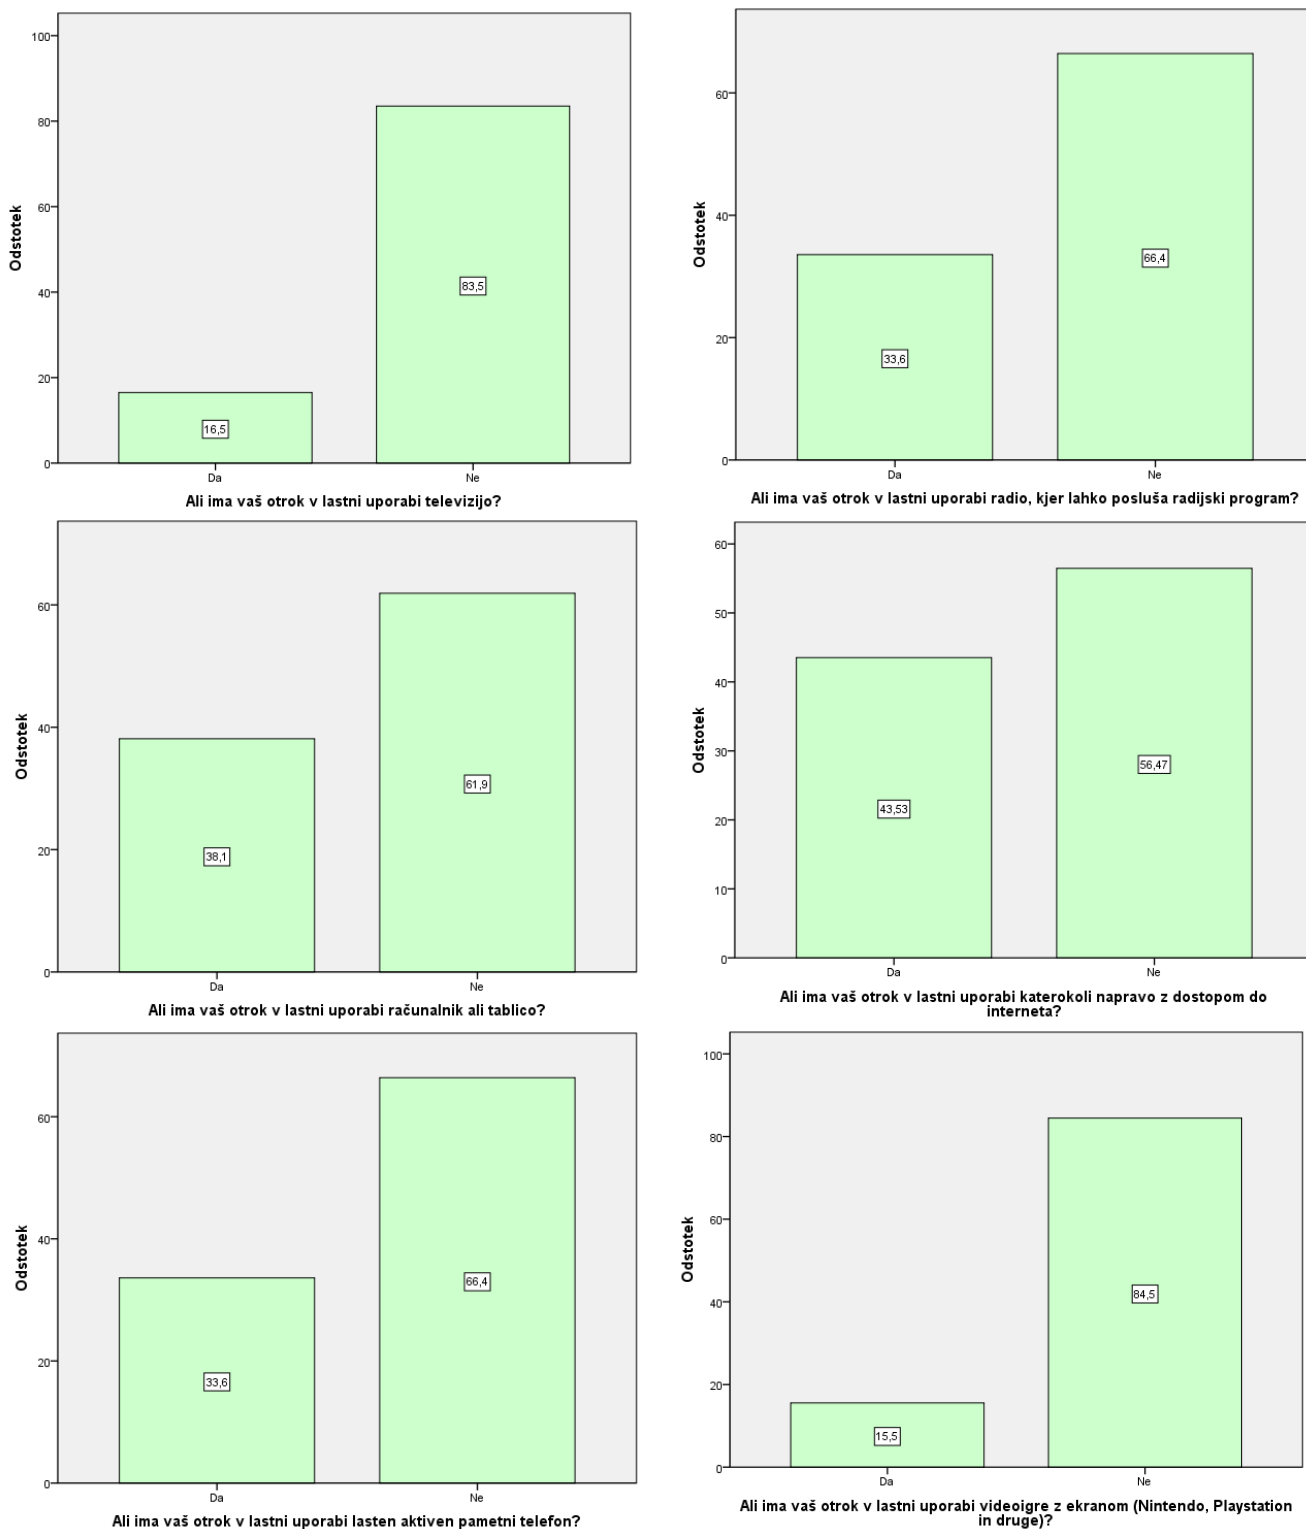 100
80
60
40
20
0
Odstotek
16,5
83,5
Da
Ne
Ali ima vaš otrok v lastni uporabi televizijo?
60
40
20
0
Odstotek
33,6
66,4
Da
Ne
Ali ima vaš otrok v lastni uporabi radio, kjer lahko posluša radijski program?
60
40
20
0
Odstotek
38,1
61,9
Da
Ne
Ali ima vaš otrok v lastni uporabi računalnik ali tablico?
60
50
40
30
20
10
0
Odstotek
43,53
56,47
Da
Ne
Ali ima vaš otrok v lastni uporabi katerokoli napravo z dostopom do
interneta?
60
40
20
0
Odstotek
33,6
66,4
Da
Ne
Ali ima vaš otrok v lastni uporabi lasten aktiven pametni telefon?
100
80
60
40
20
0
Odstotek
15,5
84,5
Da
Ne
Ali ima vaš otrok v lastni uporabi videoigre z ekranom (Nintendo, Playstation
in druge)?